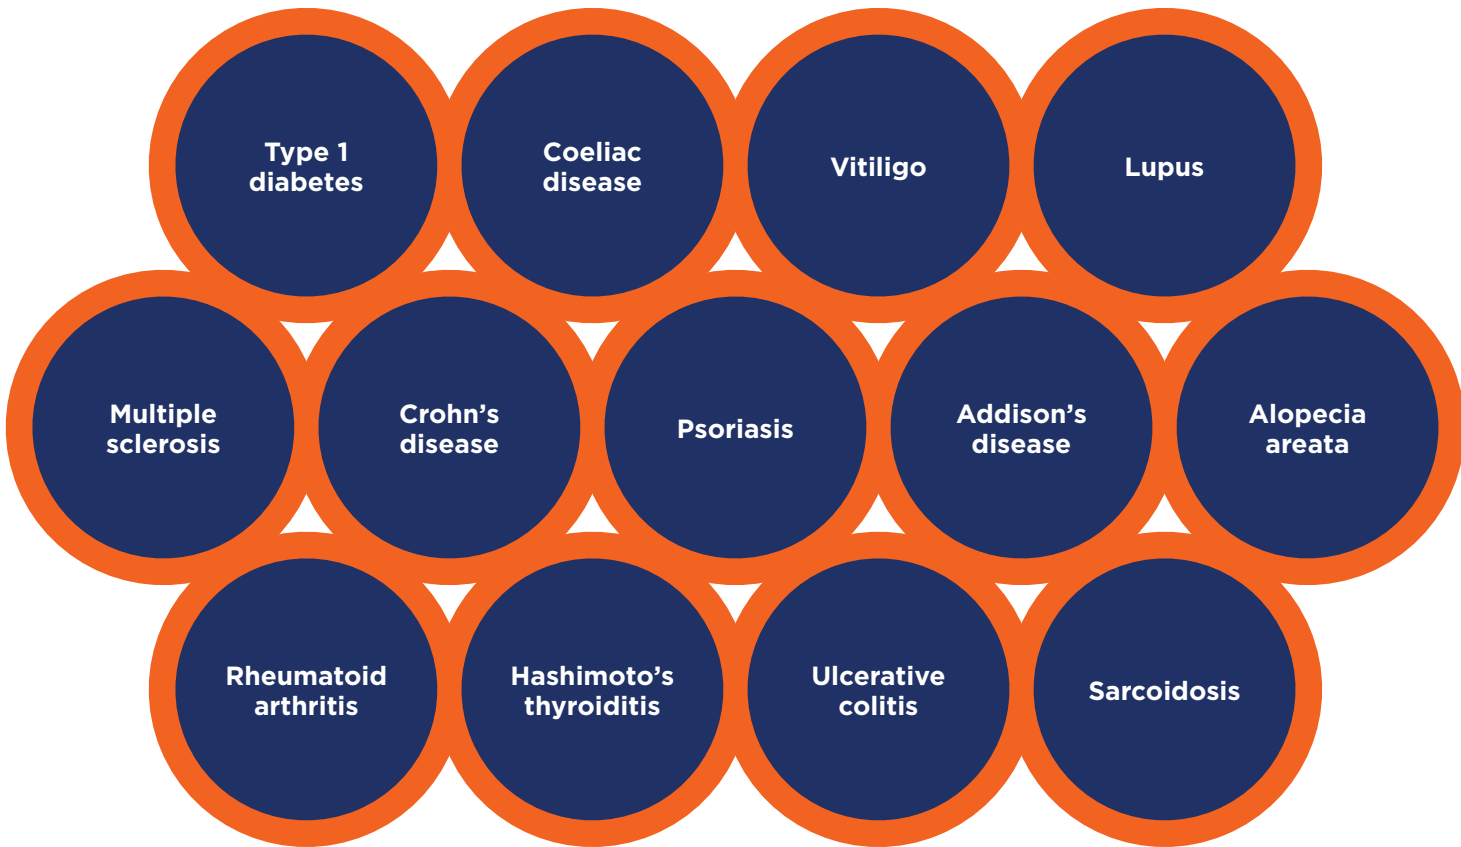 Type 1
diabetes
Coeliac
disease
Vitiligo
Lupus
Multiple
sclerosis
Crohn’s
disease
Psoriasis
Addison’s
disease
Alopecia
areata
Rheumatoid
arthritis
Hashimoto’s
thyroiditis
Ulcerative
colitis
Sarcoidosis